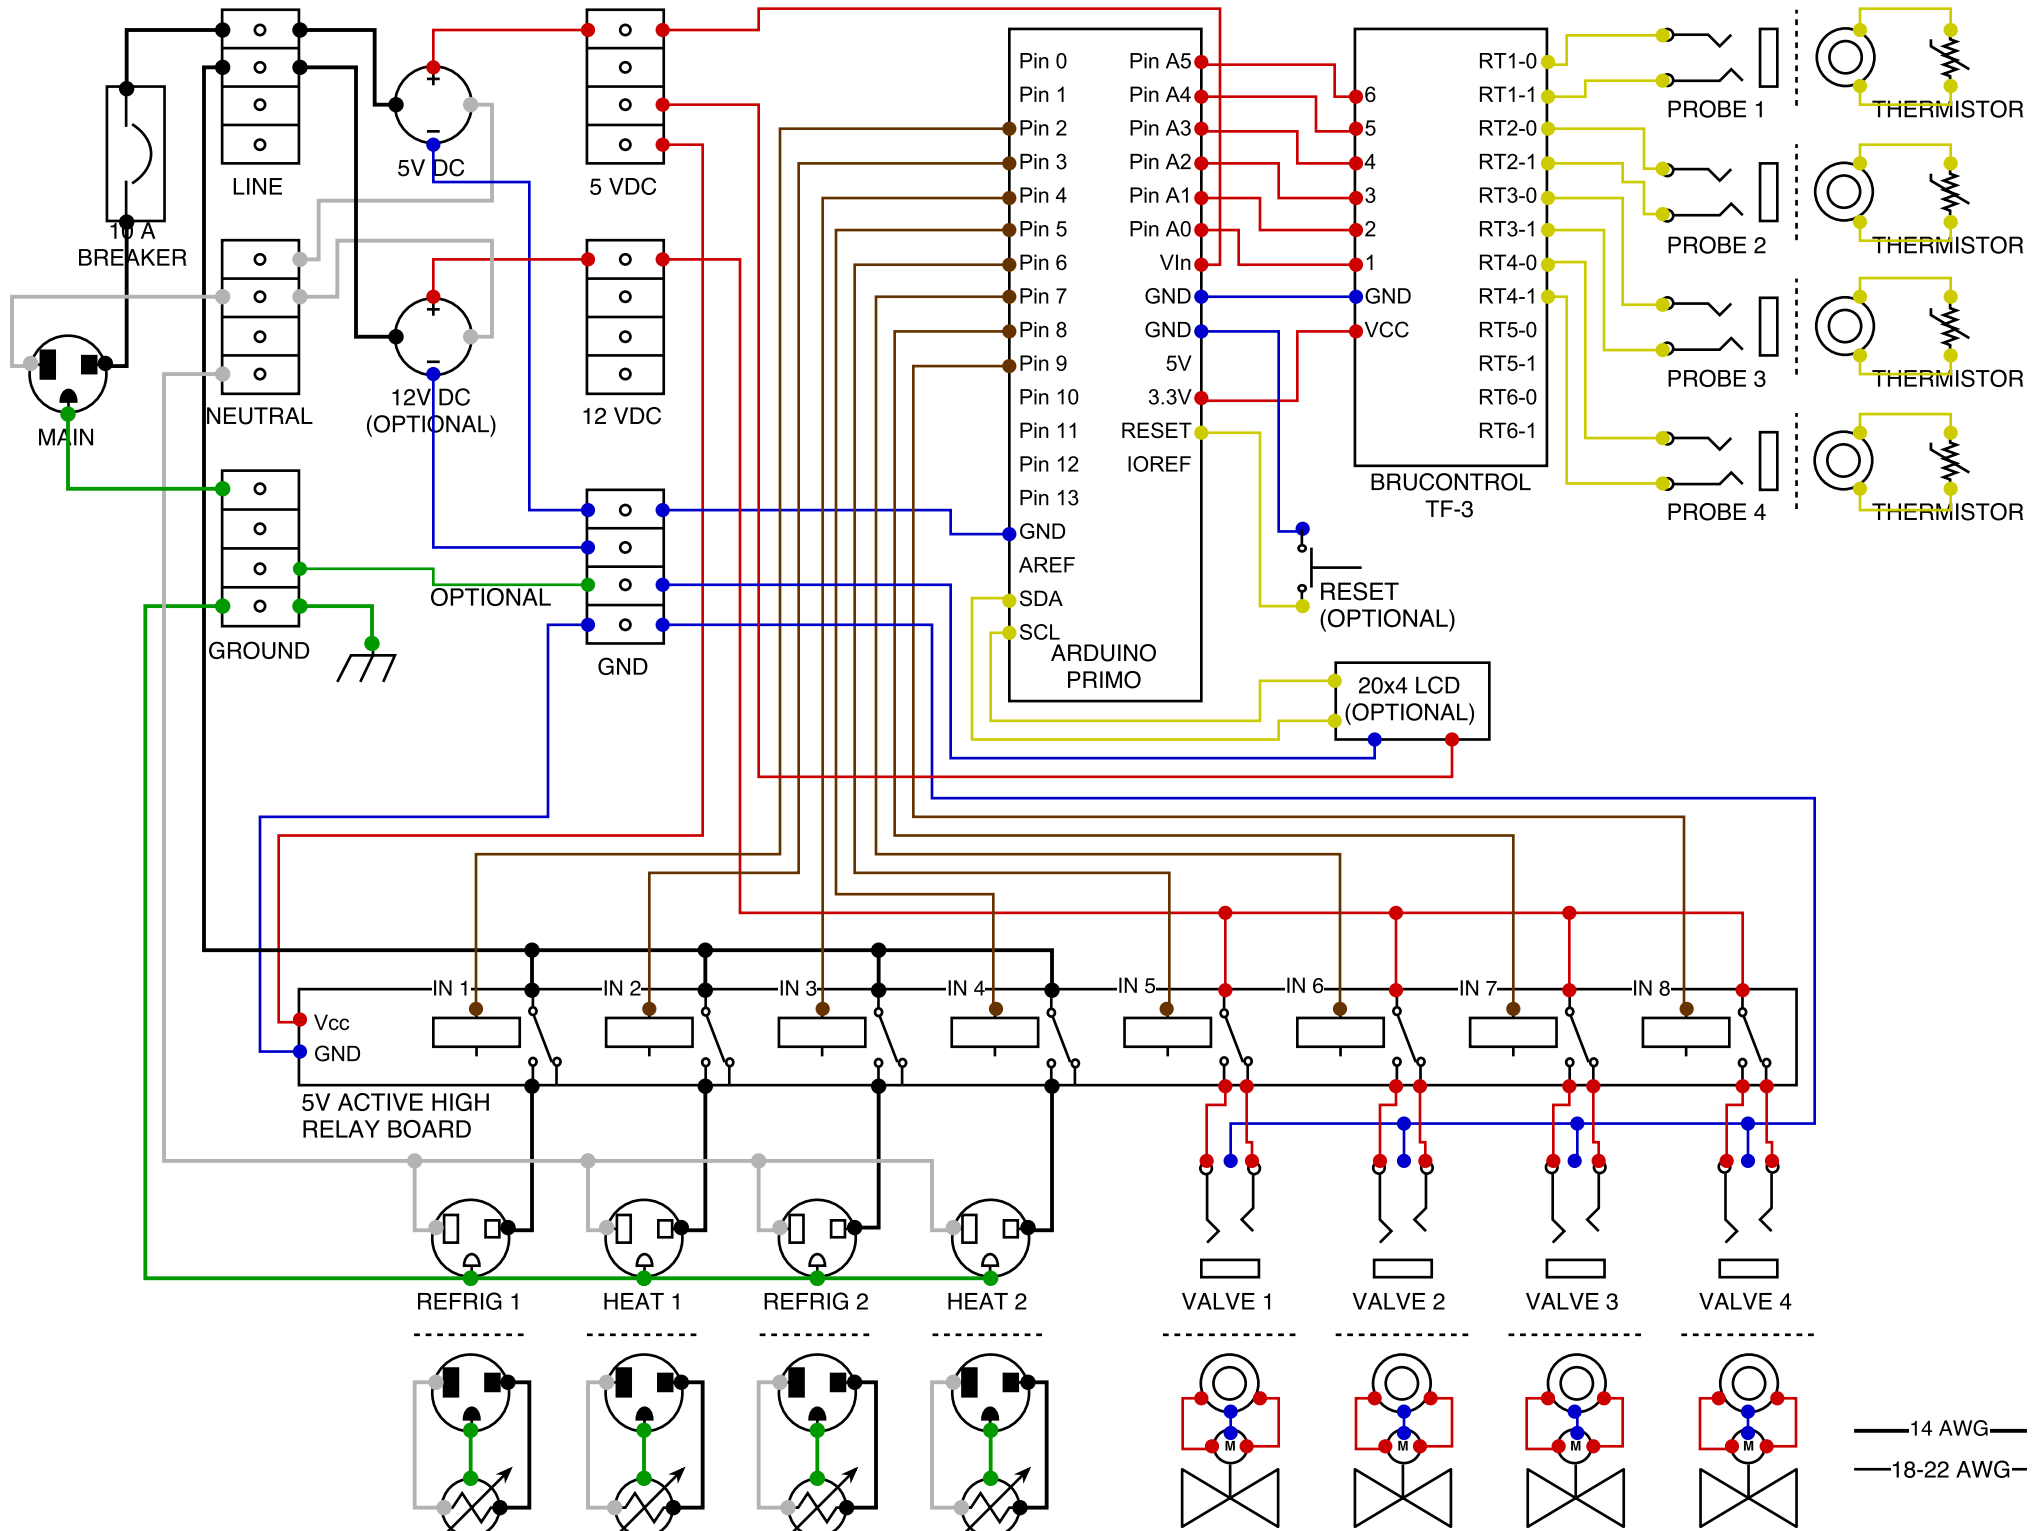 LINE
10 A
BREAKER
MAIN
NEUTRAL
GROUND
5V DC
+
−
12V DC
(OPTIONAL)
+
−
OPTIONAL
5 VDC
12 VDC
GND
Pin 0
Pin 1
Pin 2
Pin 3
Pin 4
Pin 5
Pin 6
Pin 7
Pin 8
Pin 9
Pin 10
Pin 11
Pin 12
Pin 13
GND
AREF
SDA
SCL
Pin A5
Pin A4
Pin A3
Pin A2
Pin A1
Pin A0
VIn
GND
GND
5V
3.3V
RESET
IOREF
ARDUINO
PRIMO
6
5
4
3
2
1
GND
VCC
RT1-0
RT1-1
RT2-0
RT2-1
RT3-0
RT3-1
RT4-0
RT4-1
RT5-0
RT5-1
RT6-0
RT6-1
BRUCONTROL
TF-3
PROBE 1
THERMISTOR
PROBE 2
THERMISTOR
PROBE 3
THERMISTOR
PROBE 4
THERMISTOR
RESET
(OPTIONAL)
20x4 LCD
(OPTIONAL)
IN 1
IN 2
IN 3
IN 4
IN 5
IN 6
IN 7
IN 8
Vcc
GND
5V ACTIVE HIGH
RELAY BOARD
REFRIG 1
HEAT 1
REFRIG 2
HEAT 2
VALVE 1
VALVE 2
VALVE 3
VALVE 4
M
M
M
M
14 AWG
18-22 AWG